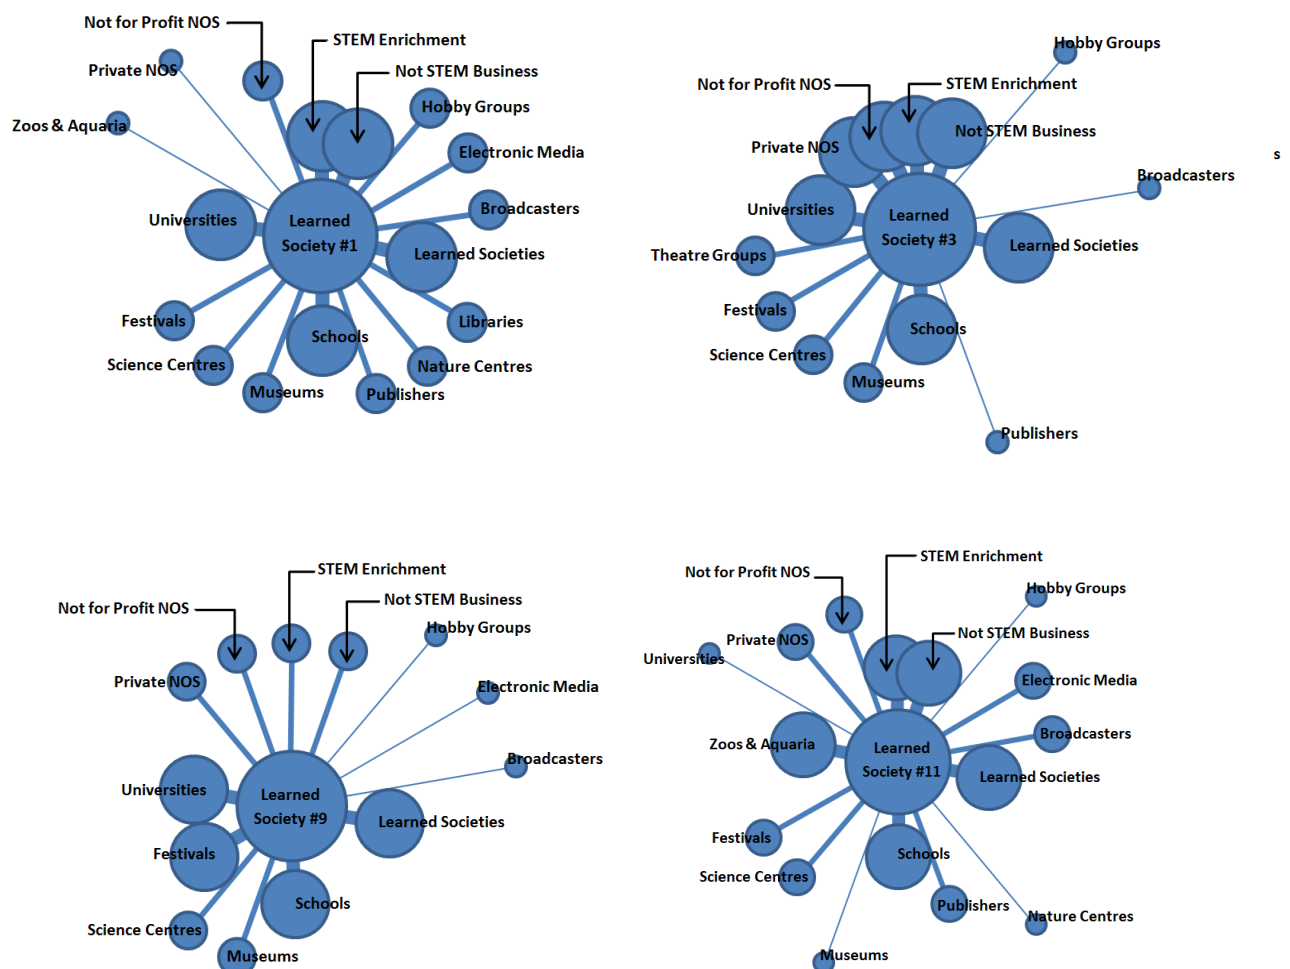 Not for Profit NOS
STEM Enrichment
Private NOS
Not STEM Business
Zoos & Aquaria
Hobby Groups
Electronic Media
Universities
Learned
Society #1
Broadcasters
Learned Societies
Festivals
Libraries
Science Centres
Schools
Nature Centres
Museums
Publishers
Hobby Groups
Not for Profit NOS
STEM Enrichment
Private NOS
Not STEM Business
s
Broadcasters
Universities
Learned
Society #3
Theatre Groups
Learned Societies
Festivals
Schools
Science Centres
Museums
Publishers
STEM Enrichment
Not for Profit NOS
Not STEM Business
Hobby Groups
Private NOS
Electronic Media
Broadcasters
Universities
Learned
Society #9
Festivals
Learned Societies
Schools
Science Centres
Museums
STEM Enrichment
Not for Profit NOS
Hobby Groups
Private NOS
Not STEM Business
Universities
Electronic Media
Zoos & Aquaria
Learned
Society #11
Broadcasters
Learned Societies
Festivals
Schools
Science Centres
Publishers
Nature Centres
Museums